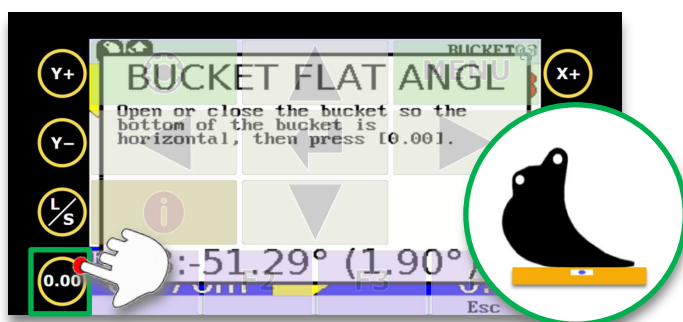 BUCKET08
Y+
BUCKET FLAT ANGL
MENU
X+
Open or close the bucket so the
bottom of the bucket is
horizontal, then press [0.00].
Y-
L/S
0.00
:-51.29° (1.90°
F2
F3
Esc